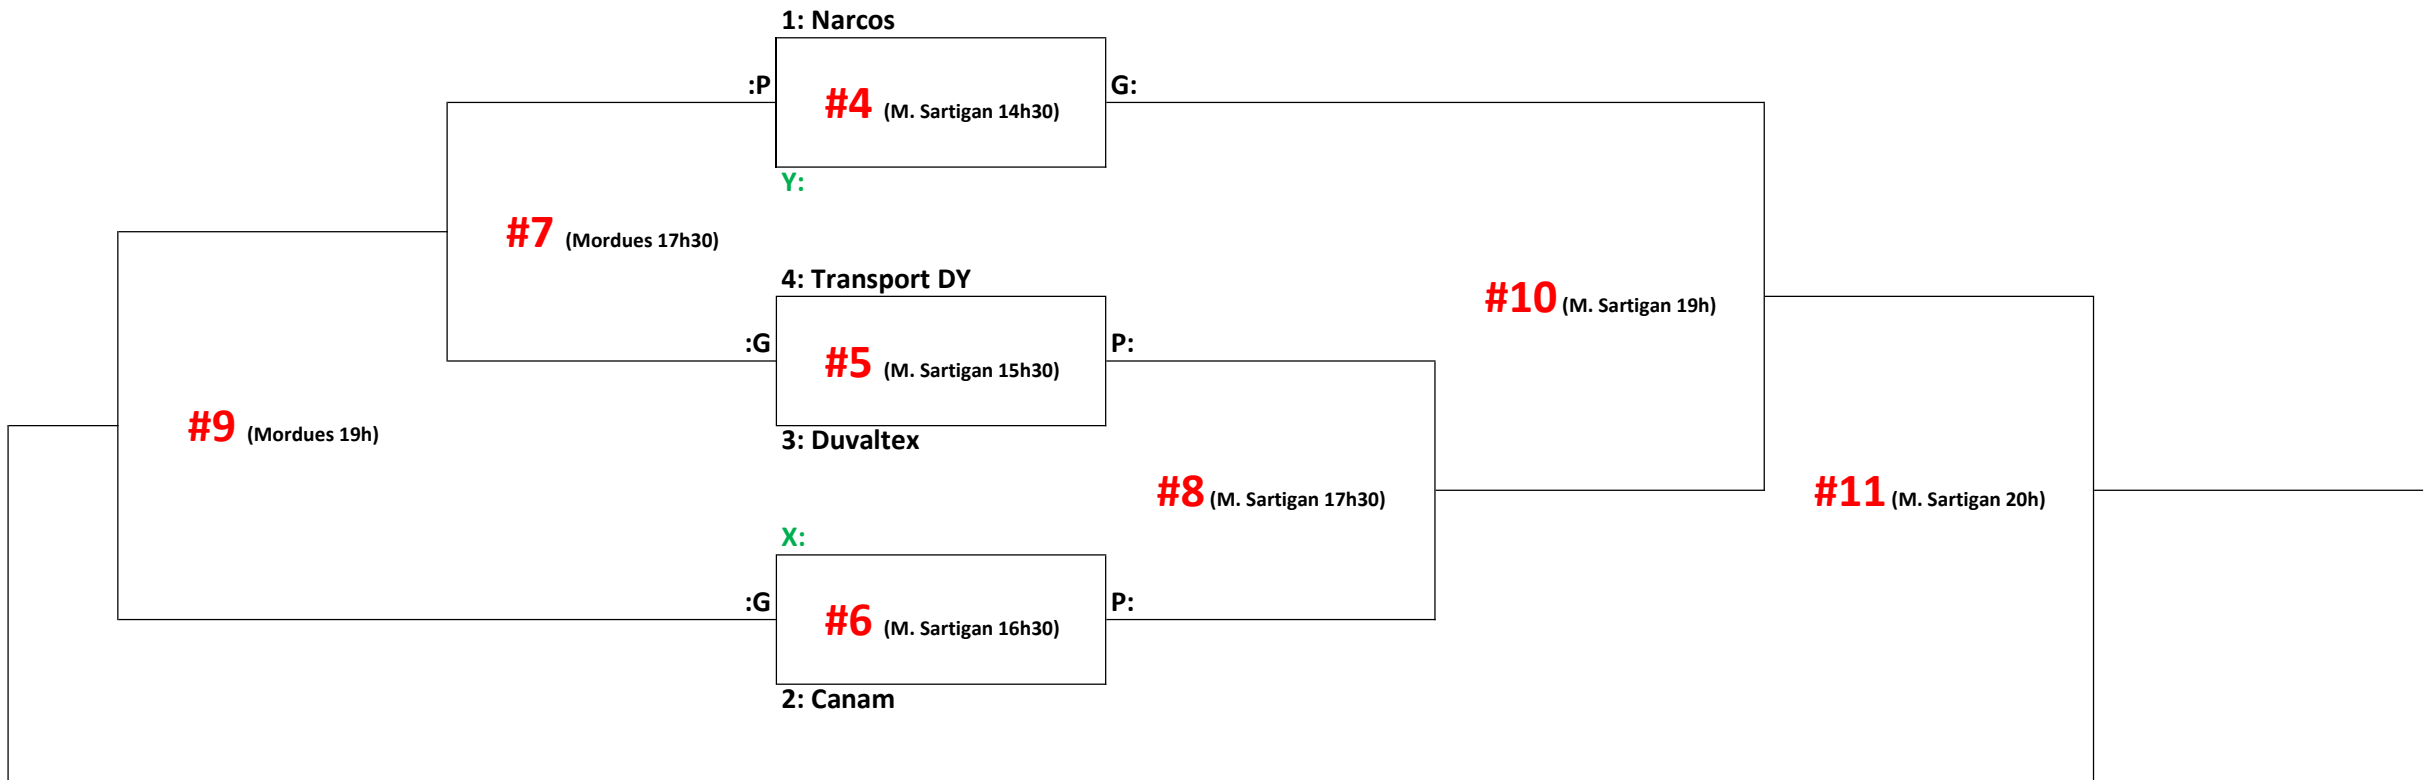 1: Narcos
:P
#4 (M. Sartigan 14h30)
G:
Y:
#7 (Mordues 17h30)
4: Transport DY
#10 (M. Sartigan 19h)
:G
#5 (M. Sartigan 15h30)
P:
#9 (Mordues 19h)
3: Duvaltex
#8 (M. Sartigan 17h30)
#11 (M. Sartigan 20h)
X:
:G
#6 (M. Sartigan 16h30)
P:
2: Canam